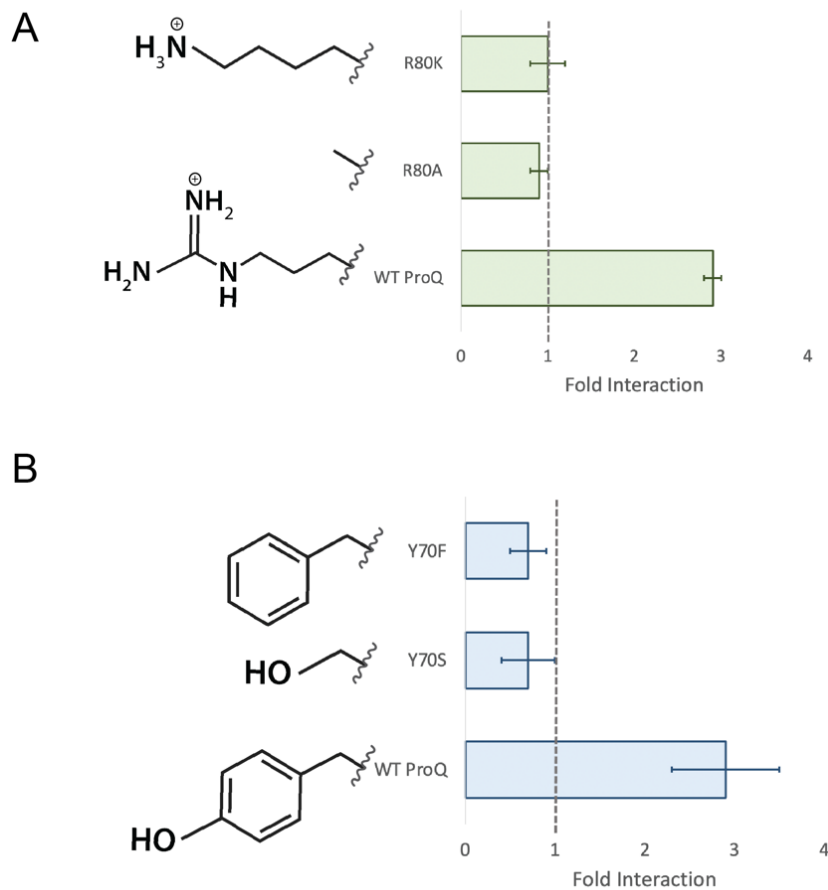 A
H₃N⊕
R80K
R80A
⊕
NH₂
H₂N
N
H
WT ProQ
0 1 2 3 4
Fold Interaction
B
Y70F
HO
Y70S
WT ProQ
HO
0 1 2 3 4
Fold Interaction